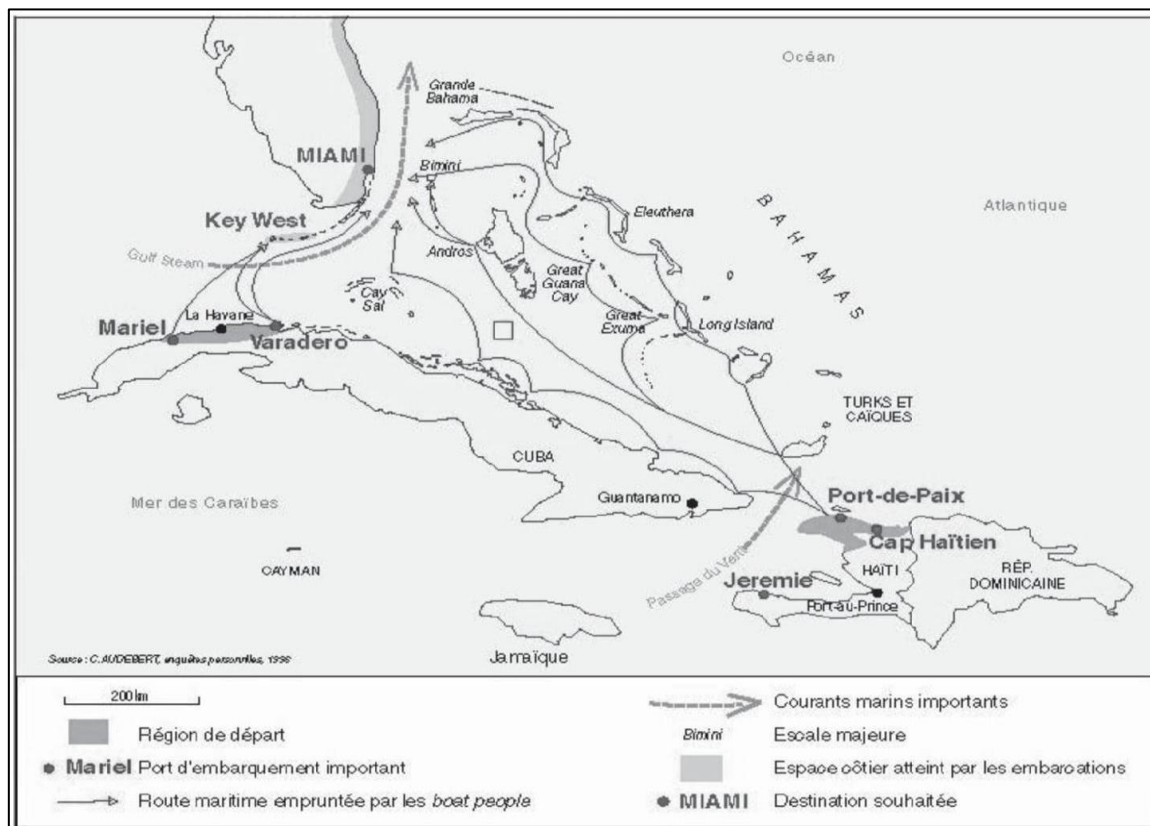 Océan
Grande
Bahama
MIAMI
Bimini
BAHAMAS
Eleuthera
Atlantique
Key West
Gulf Steam
Andros
Great
Guana
Cay
Cay
Sal
La Havane
Great
Exuma
Long Island
Mariel
Varadero
TURKS ET
CAÏQUES
CUBA
Mer des Caraïbes
Guantanamo
Port-de-Paix
Cap Haïtien
Passage du Vent
CAYMAN
Jeremie
HAÏTI
RÉP.
DOMINICAINE
Port-au-Prince
Jamaïque
Source : C.AUDEBERT, enquêtes personelles, 1996
200 km
Région de départ
Mariel Port d'embarquement important
Route maritime empruntée par les boat people
Courants marins importants
Bimini Escale majeure
Espace côtier atteint par les embarcations
MIAMI Destination souhaitée